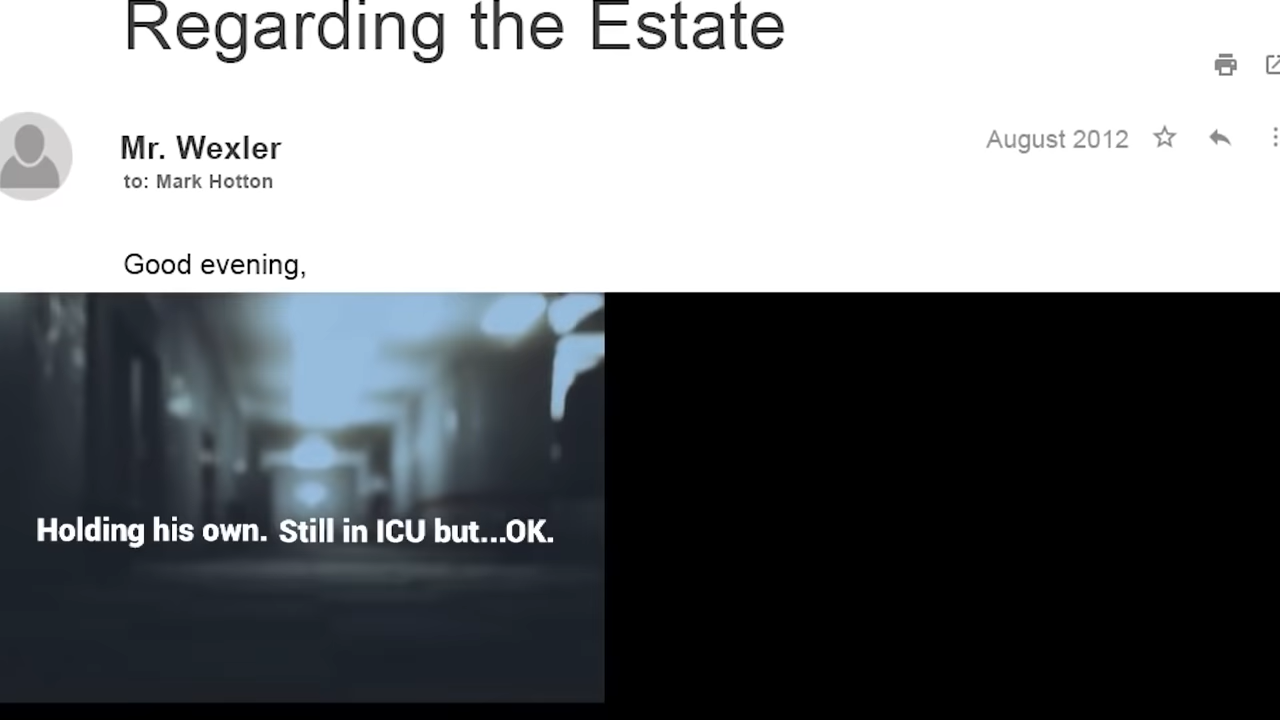 Regarding the Estate
Mr. Wexler
August 2012
to: Mark Hotton
Good evening,
Holding his own. Still in ICU but...OK.